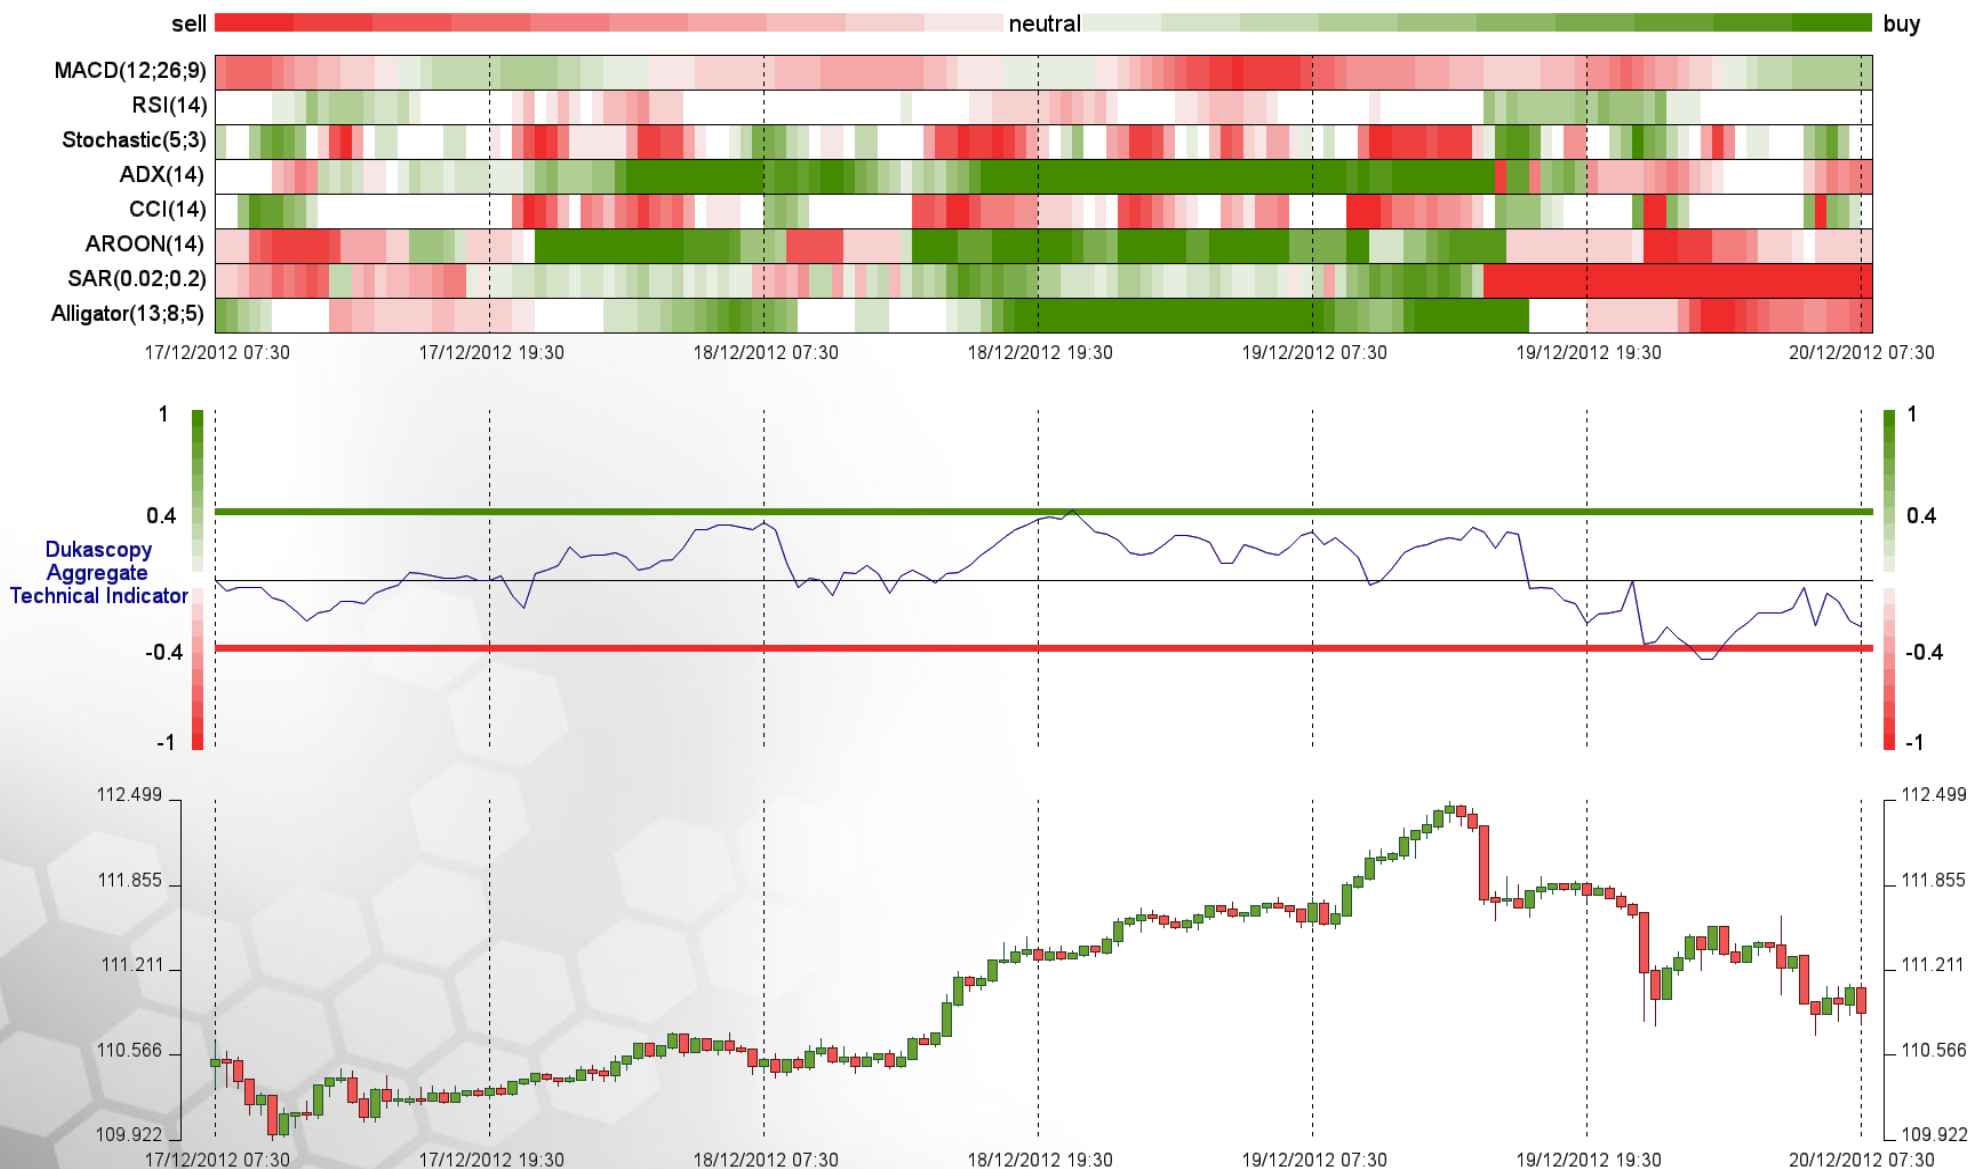 sell neutral buy
MACD(12;26;9)
RSI(14)
Stochastic(5;3)
ADX(14)
CCI(14)
AROON(14)
SAR(0.02;0.2)
Alligator(13;8;5)
17/12/2012 07:30 17/12/2012 19:30 18/12/2012 07:30 18/12/2012 19:30 19/12/2012 07:30 19/12/2012 19:30 20/12/2012 07:30
1 1
0.4 0.4
Dukascopy
Aggregate
Technical Indicator
-0.4 -0.4
-1 -1
112.499 112.499
111.855 111.855
111.211 111.211
110.566 110.566
109.922 109.922
17/12/2012 07:30 17/12/2012 19:30 18/12/2012 07:30 18/12/2012 19:30 19/12/2012 07:30 19/12/2012 19:30 20/12/2012 07:30